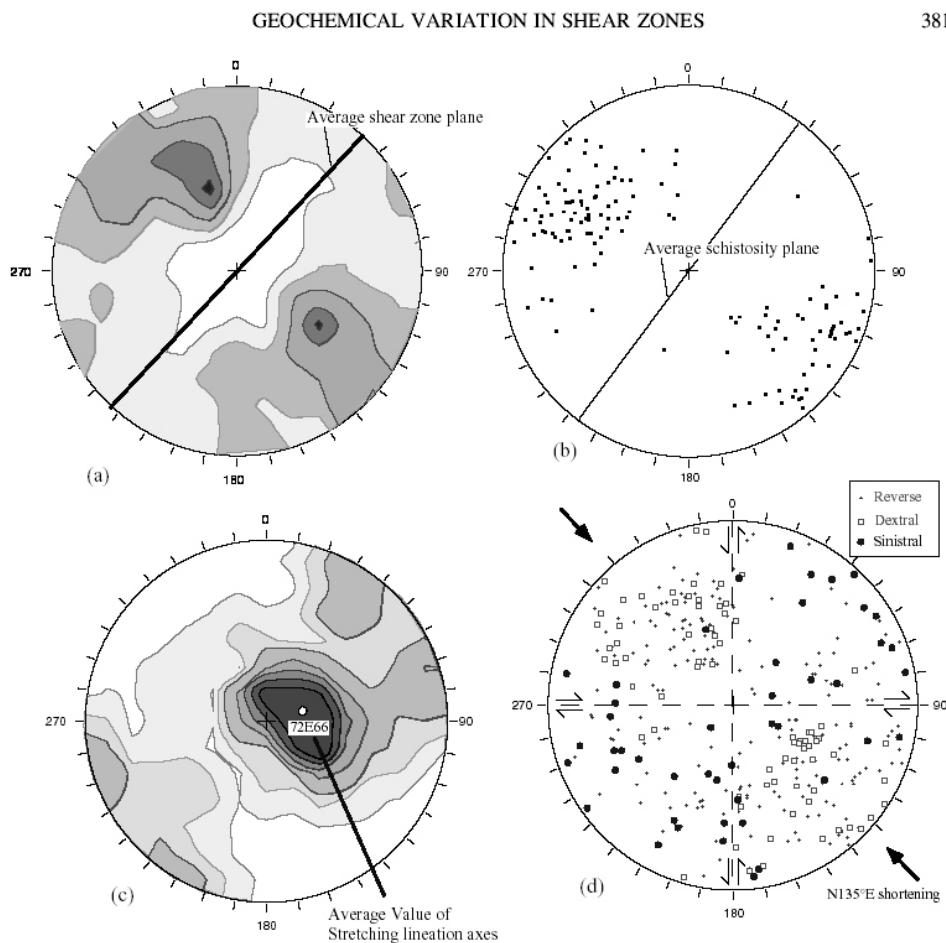 GEOCHEMICAL VARIATION IN SHEAR ZONES
381
0
Average shear zone plane
270
90
180
(a)
0
Average schistosity plane
270
90
180
(b)
0
270
90
72E66
180
(c)
Average Value of
Stretching lineation axes
Reverse
Dextral
Sinistral
0
270
90
180
(d)
N135°E shortening